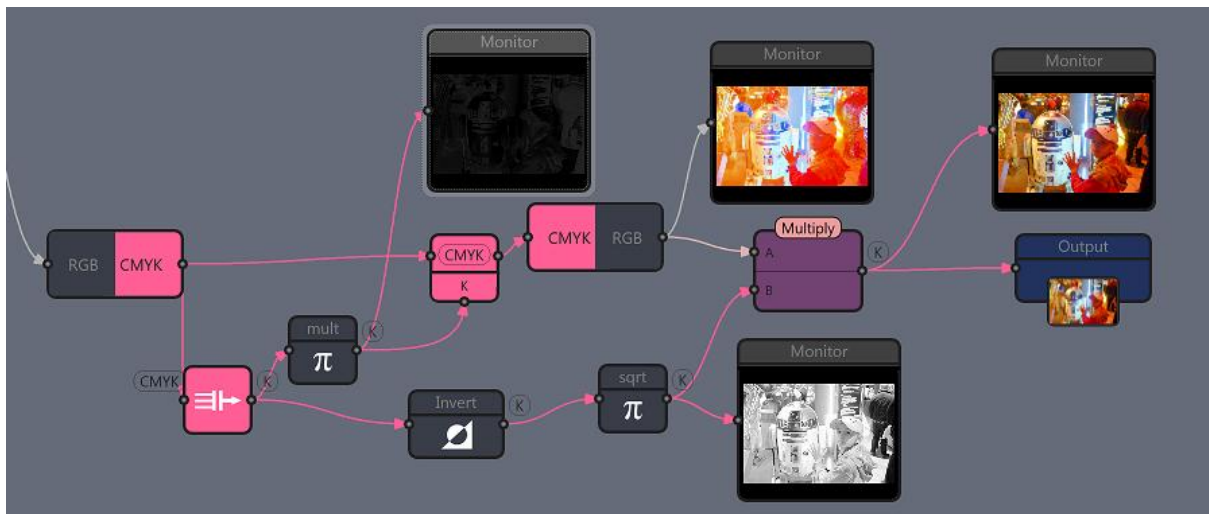 Monitor
Monitor
Monitor
RGB CMYK
CMYK
K
CMYK RGB
Multiply
A
B
K
Output
mult
π
K
Monitor
CMYK
K
Invert
K
sqrt
π
K